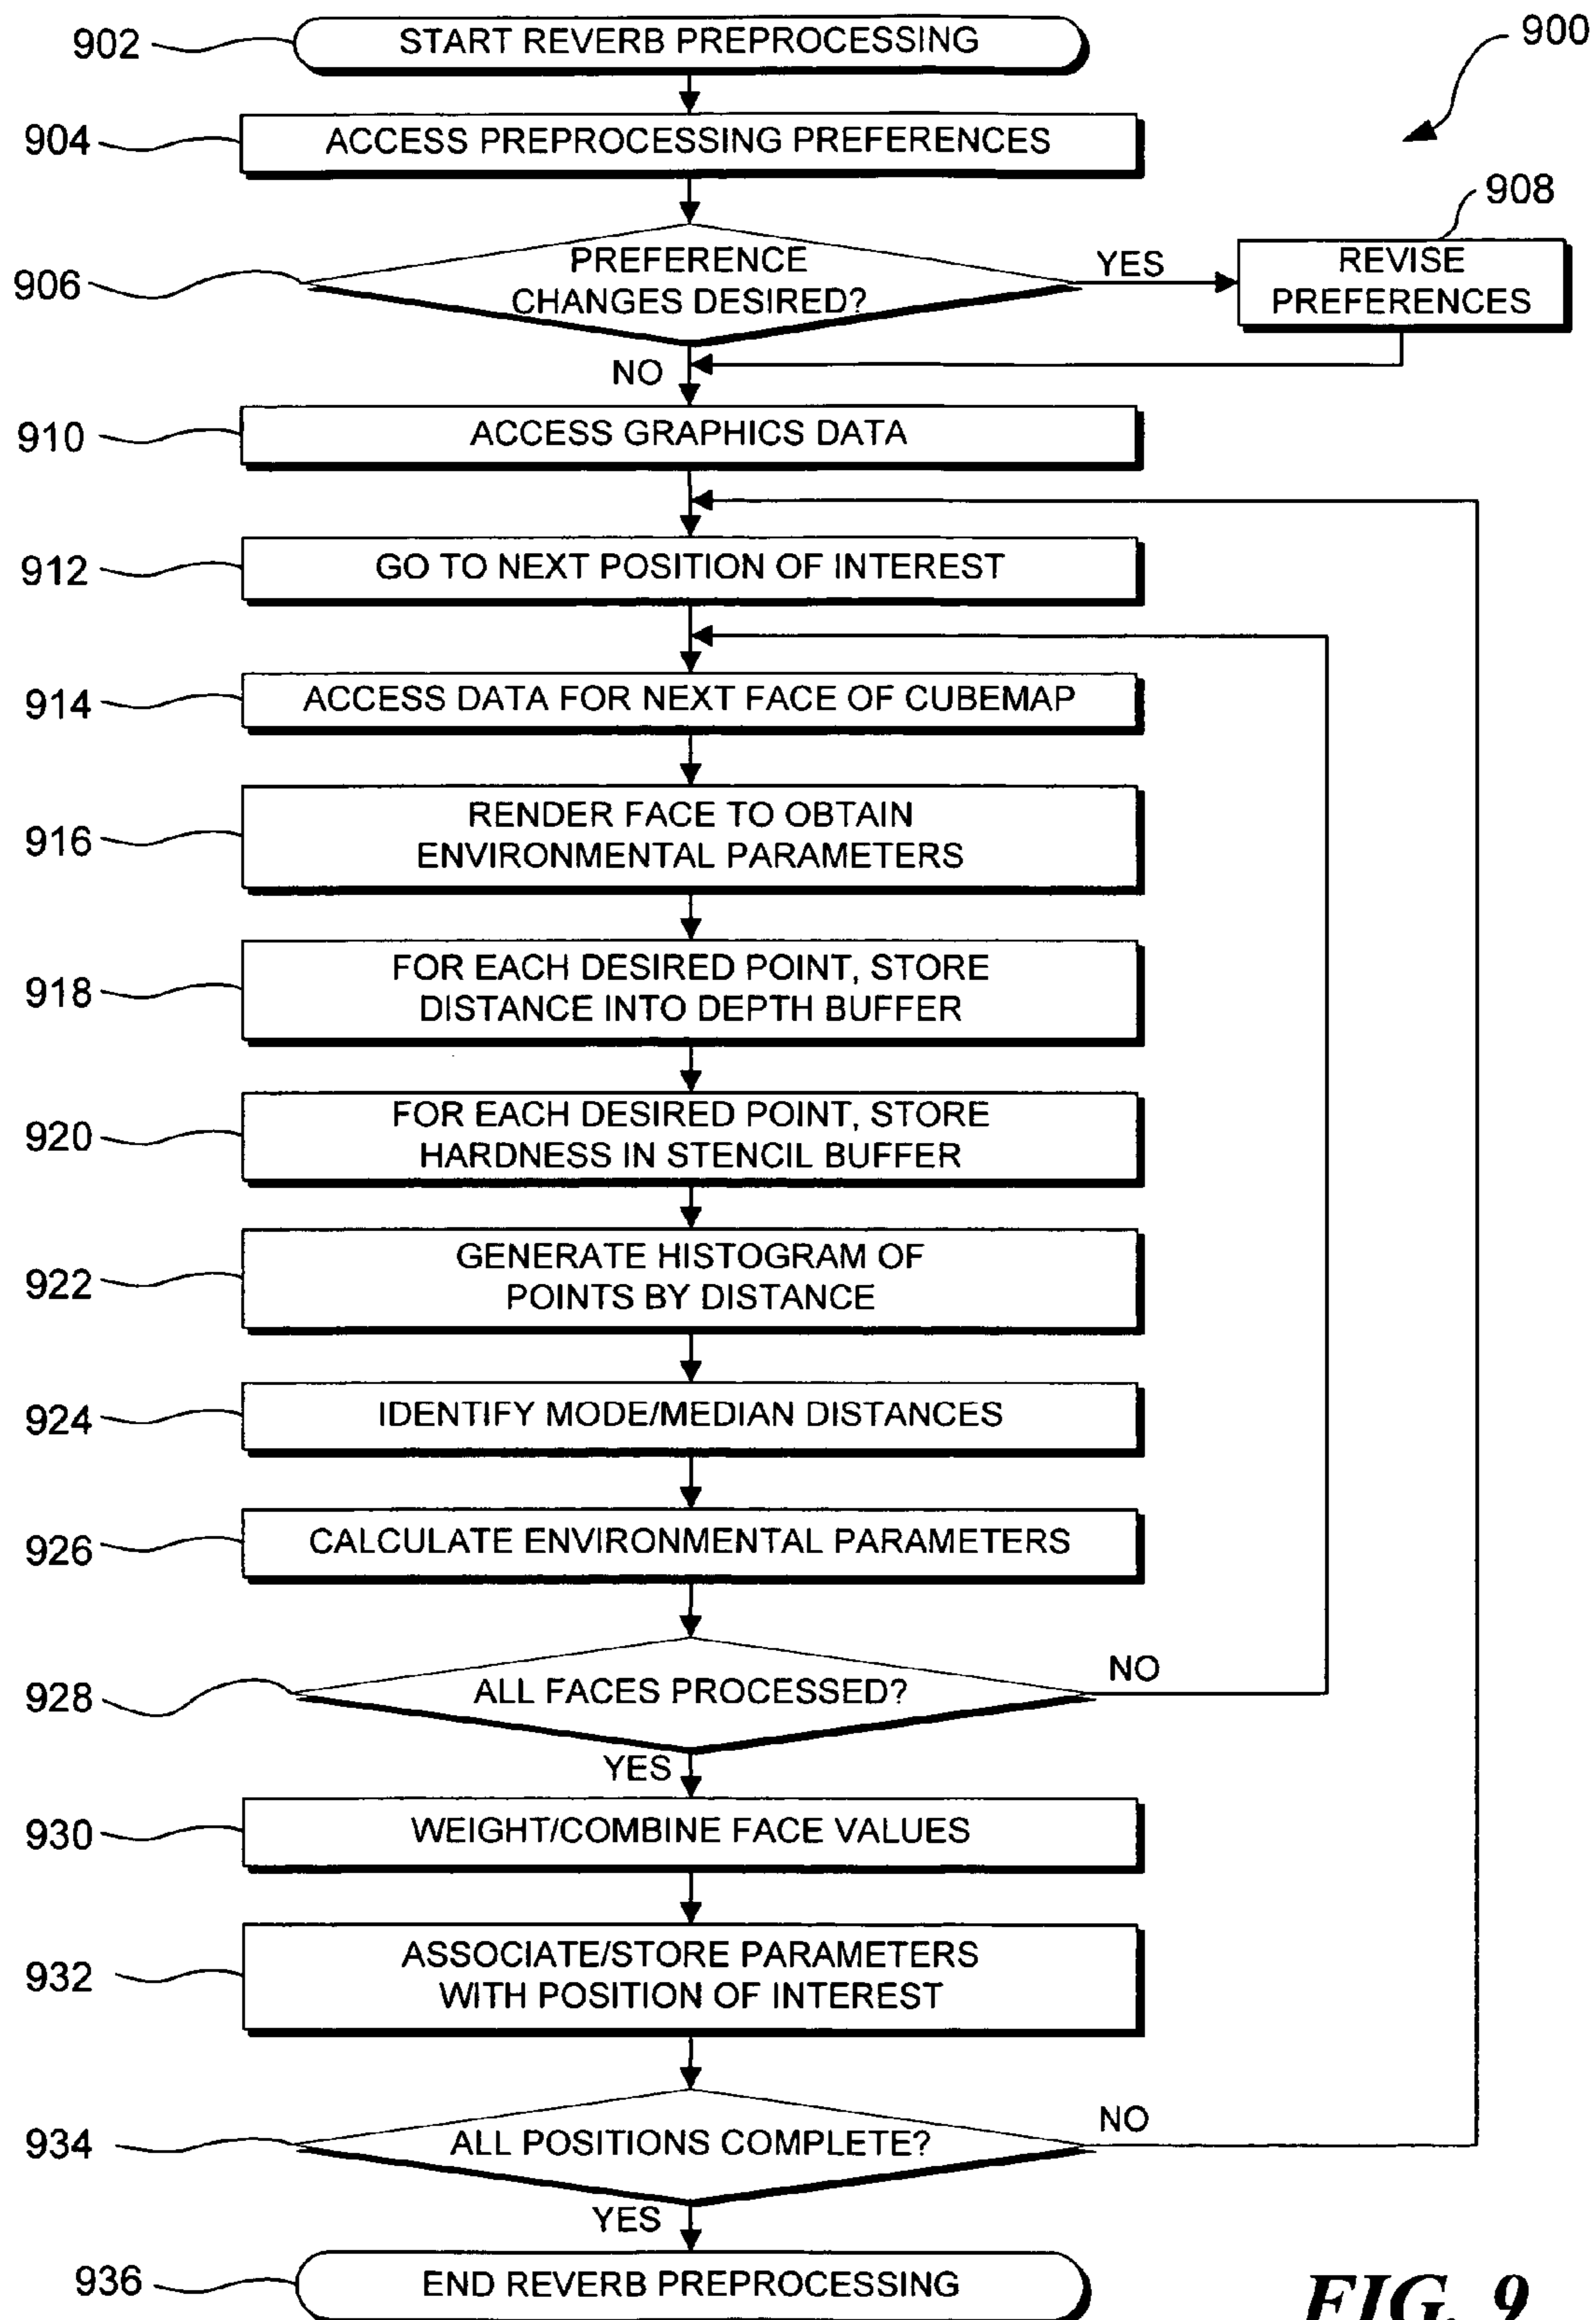 902
START REVERB PREPROCESSING
900
904
ACCESS PREPROCESSING PREFERENCES
908
906
PREFERENCE
CHANGES DESIRED?
YES
REVISE
PREFERENCES
NO
910
ACCESS GRAPHICS DATA
912
GO TO NEXT POSITION OF INTEREST
914
ACCESS DATA FOR NEXT FACE OF CUBEMAP
916
RENDER FACE TO OBTAIN
ENVIRONMENTAL PARAMETERS
918
FOR EACH DESIRED POINT, STORE
DISTANCE INTO DEPTH BUFFER
920
FOR EACH DESIRED POINT, STORE
HARDNESS IN STENCIL BUFFER
922
GENERATE HISTOGRAM OF
POINTS BY DISTANCE
924
IDENTIFY MODE/MEDIAN DISTANCES
926
CALCULATE ENVIRONMENTAL PARAMETERS
928
ALL FACES PROCESSED?
NO
YES
930
WEIGHT/COMBINE FACE VALUES
932
ASSOCIATE/STORE PARAMETERS
WITH POSITION OF INTEREST
934
ALL POSITIONS COMPLETE?
NO
YES
936
END REVERB PREPROCESSING
FIG. 9